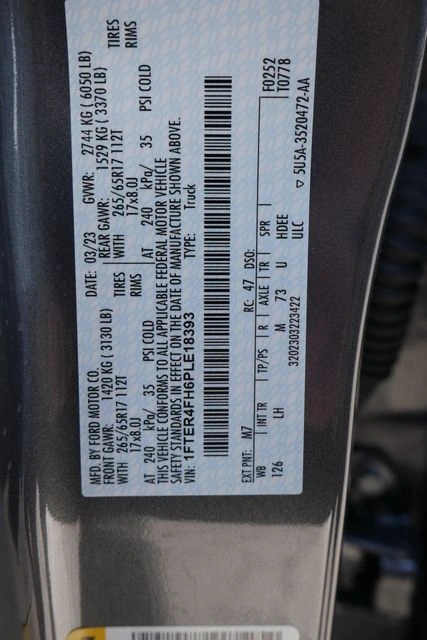 MFD. BY FORD MOTOR CO.
DATE: 03/23 GVWR: 2744 KG ( 6050 LB)
FRONT GAWR: 1420 KG ( 3130 LB) REAR GAWR: 1529 KG ( 3370 LB)
WITH 265/65R17 112T TIRES WITH 265/65R17 112T TIRES
17x8.0J RIMS 17x8.0J RIMS
AT 240 kPa/ 35 PSI COLD AT 240 kPa/ 35 PSI COLD
THIS VEHICLE CONFORMS TO ALL APPLICABLE FEDERAL MOTOR VEHICLE
SAFETY STANDARDS IN EFFECT ON THE DATE OF MANUFACTURE SHOWN ABOVE.
VIN: 1FTER4FH6PLE18393 TYPE: Truck
F0252
T0778
EXT PNT: M7 RC: 47 DSO:
WB INT TR TP/PS R AXLE TR SPR
126 LH M 73 U HDEE
ULC
3202303223422
▽ 5U5A-3520472-AA